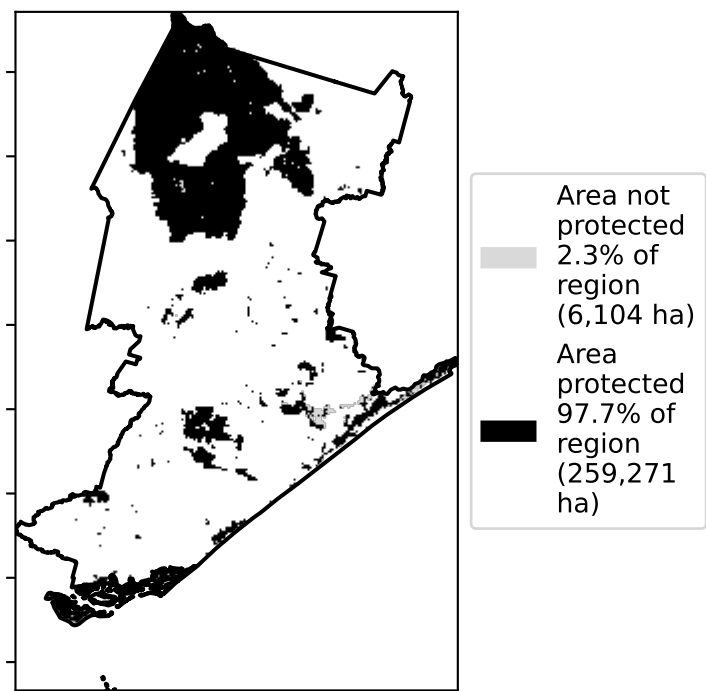 Area not
protected
2.3% of
region
(6,104 ha)
Area
protected
97.7% of
region
(259,271
ha)